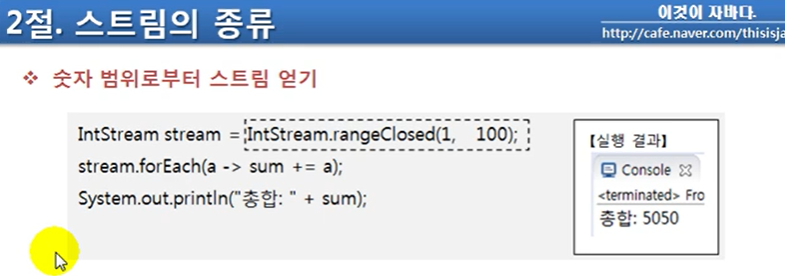 2절. 스트림의 종류
이것이 자바다.
http://cafe.naver.com/thisisja
❖ 숫자 범위로부터 스트림 얻기
IntStream stream = IntStream.rangeClosed(1, 100);
stream.forEach(a -> sum += a);
System.out.println("총합: " + sum);
[실행 결과]
Console
<terminated> Fro
총합: 5050